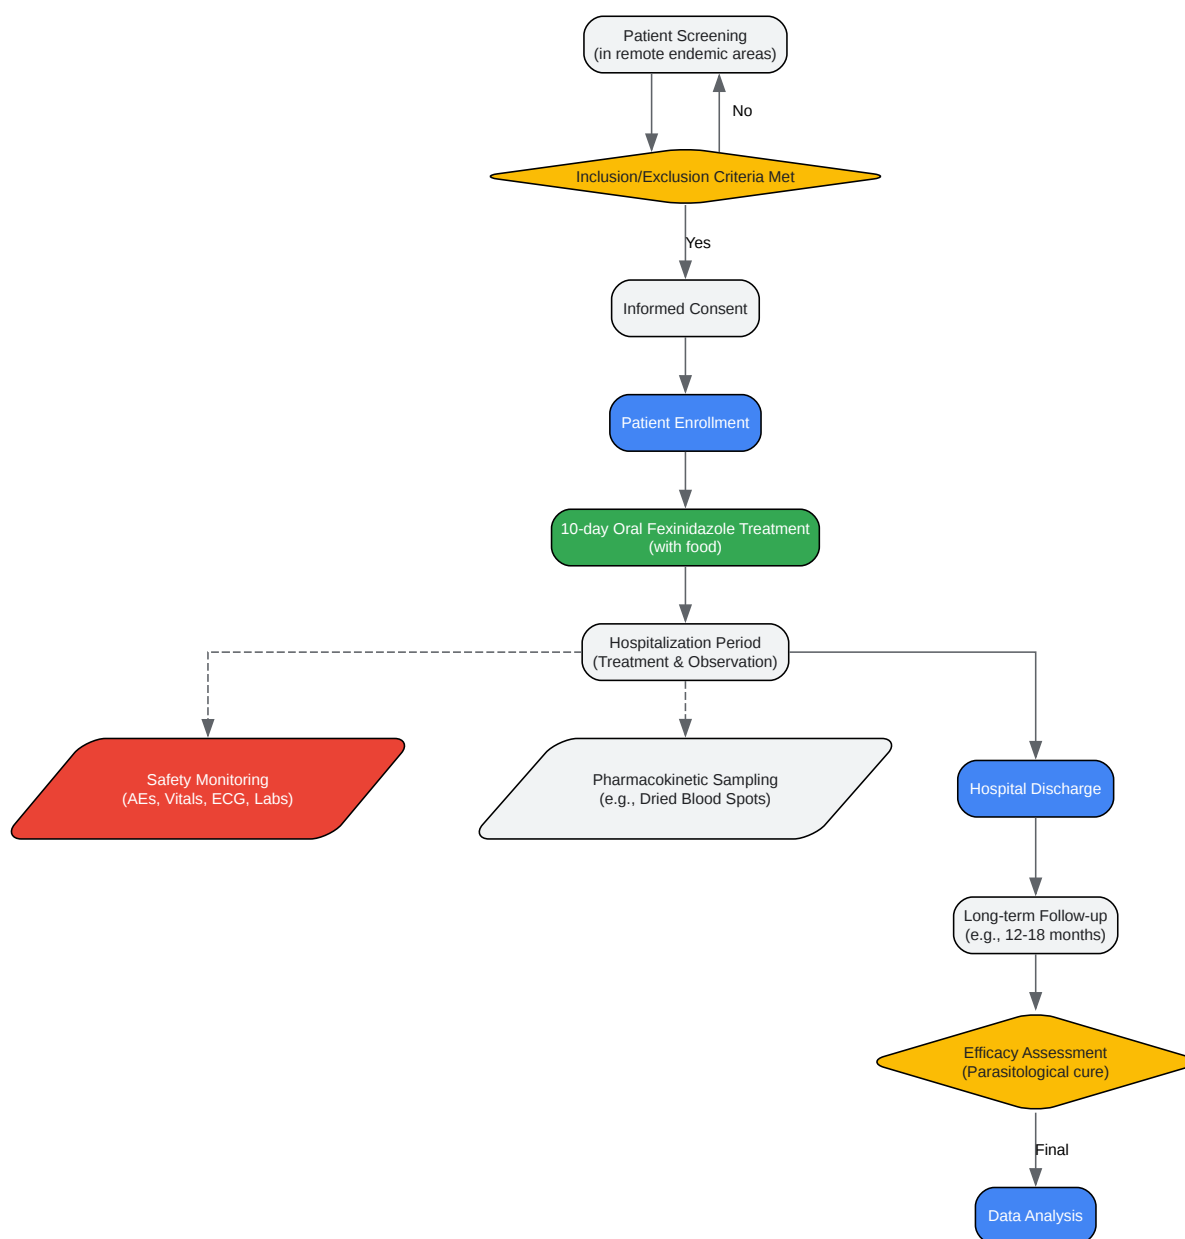 Patient Screening
(in remote endemic areas)
No
Inclusion/Exclusion Criteria Met
Yes
Informed Consent
Patient Enrollment
10-day Oral Fexinidazole Treatment
(with food)
Hospitalization Period
(Treatment & Observation)
Safety Monitoring
(AEs, Vitals, ECG, Labs)
Pharmacokinetic Sampling
(e.g., Dried Blood Spots)
Hospital Discharge
Long-term Follow-up
(e.g., 12-18 months)
Efficacy Assessment
(Parasitological cure)
Final
Data Analysis